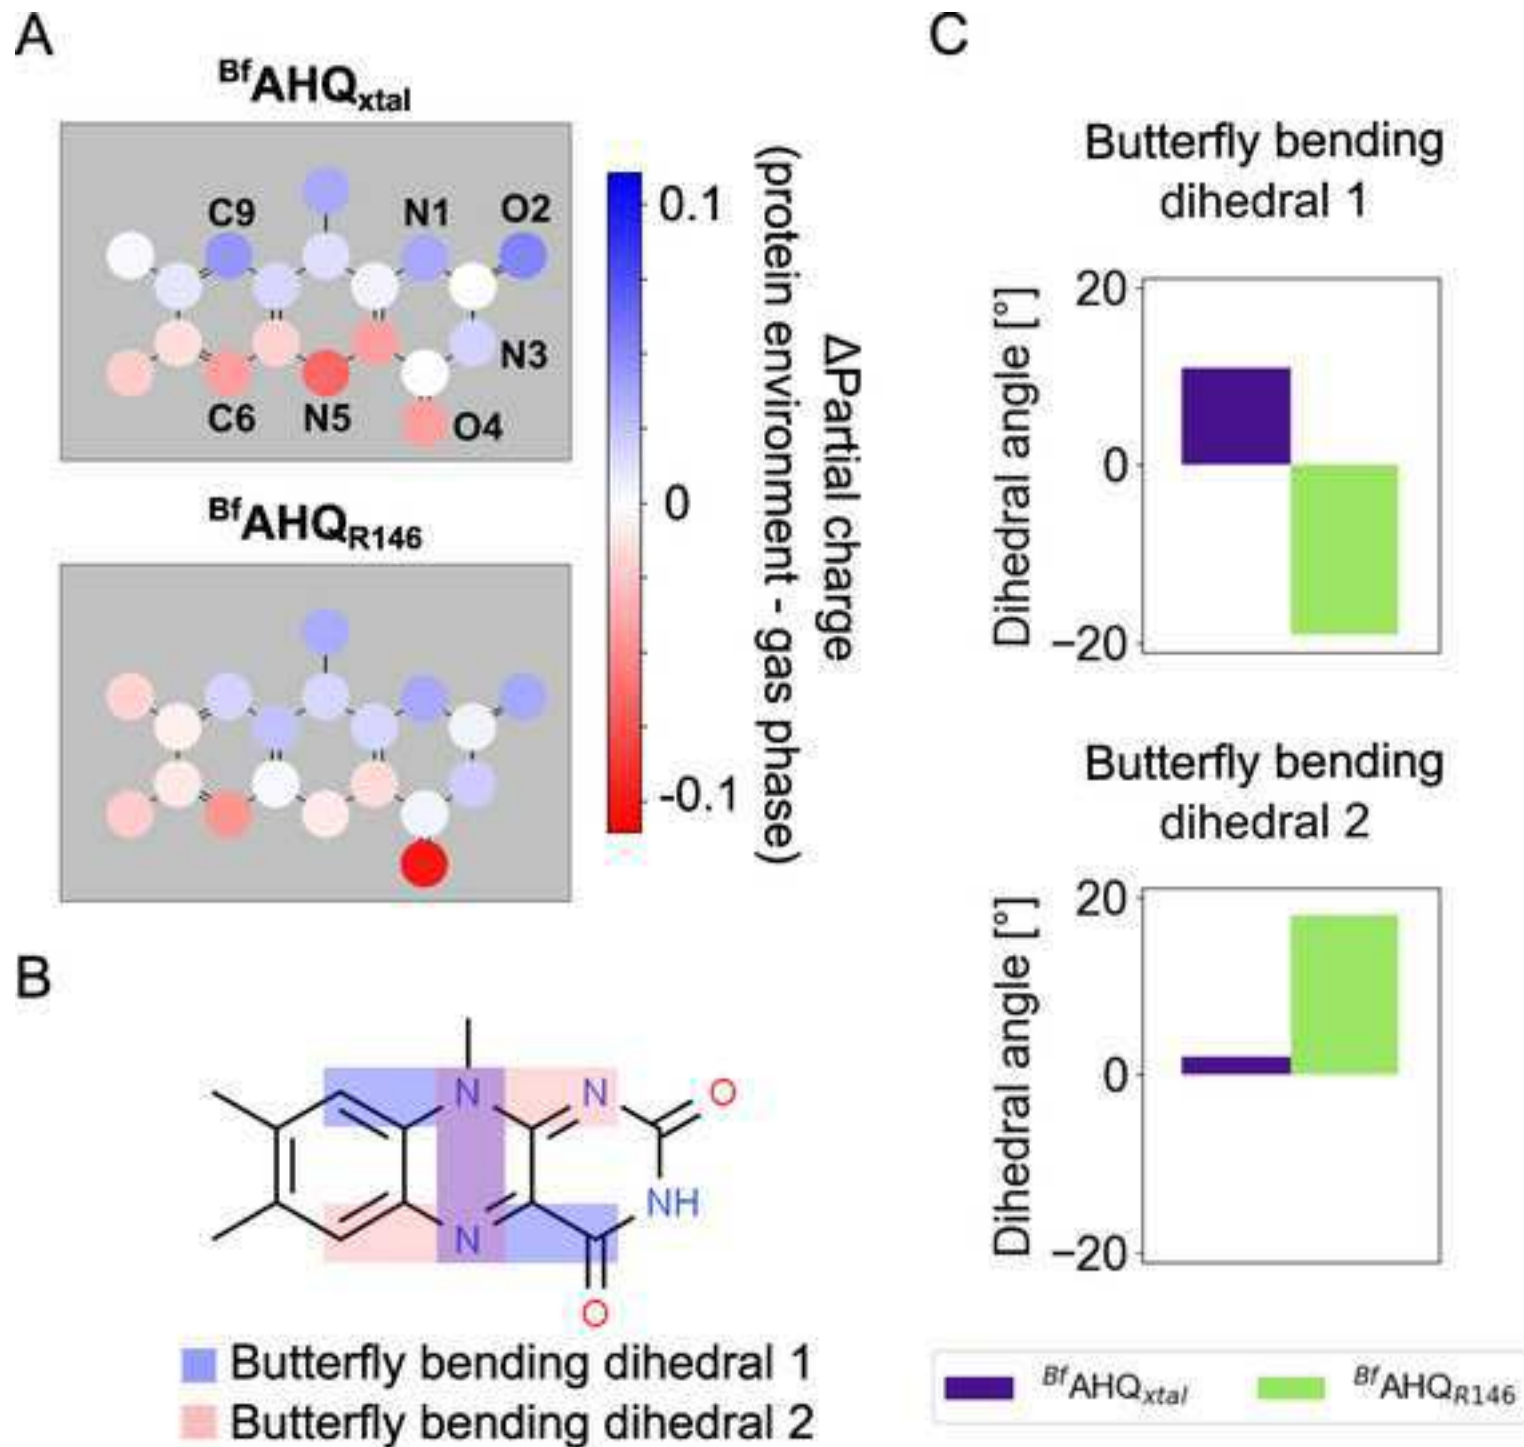 A
BfAHQxtal
C9
N1
O2
N3
C6
N5
O4
BfAHQR146
0.1
0
-0.1
ΔPartial charge
(protein environment - gas phase)
B
N
N
O
NH
N
O
Butterfly bending dihedral 1
Butterfly bending dihedral 2
C
Butterfly bending
dihedral 1
Dihedral angle [°]
20
0
−20
Butterfly bending
dihedral 2
Dihedral angle [°]
20
0
−20
BfAHQxtal
BfAHQR146